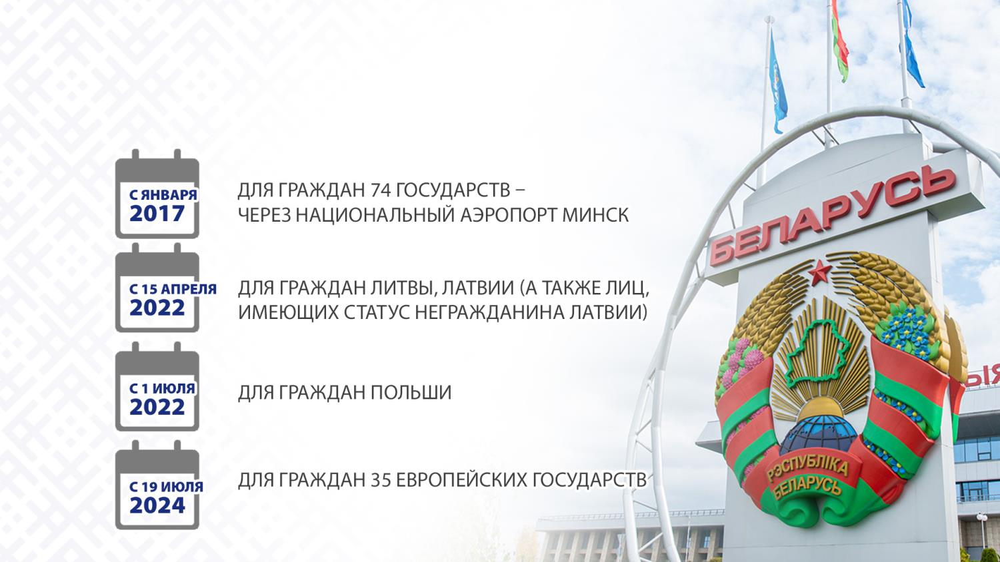 С ЯНВАРЯ
2017
ДЛЯ ГРАЖДАН 74 ГОСУДАРСТВ –
ЧЕРЕЗ НАЦИОНАЛЬНЫЙ АЭРОПОРТ МИНСК
С 15 АПРЕЛЯ
2022
ДЛЯ ГРАЖДАН ЛИТВЫ, ЛАТВИИ (А ТАКЖЕ ЛИЦ,
ИМЕЮЩИХ СТАТУС НЕГРАЖДАНИНА ЛАТВИИ)
С 1 ИЮЛЯ
2022
ДЛЯ ГРАЖДАН ПОЛЬШИ
С 19 ИЮЛЯ
2024
ДЛЯ ГРАЖДАН 35 ЕВРОПЕЙСКИХ ГОСУДАРСТВ
БЕЛАРУСЬ
РЭСПУБЛІКА
БЕЛАРУСЬ